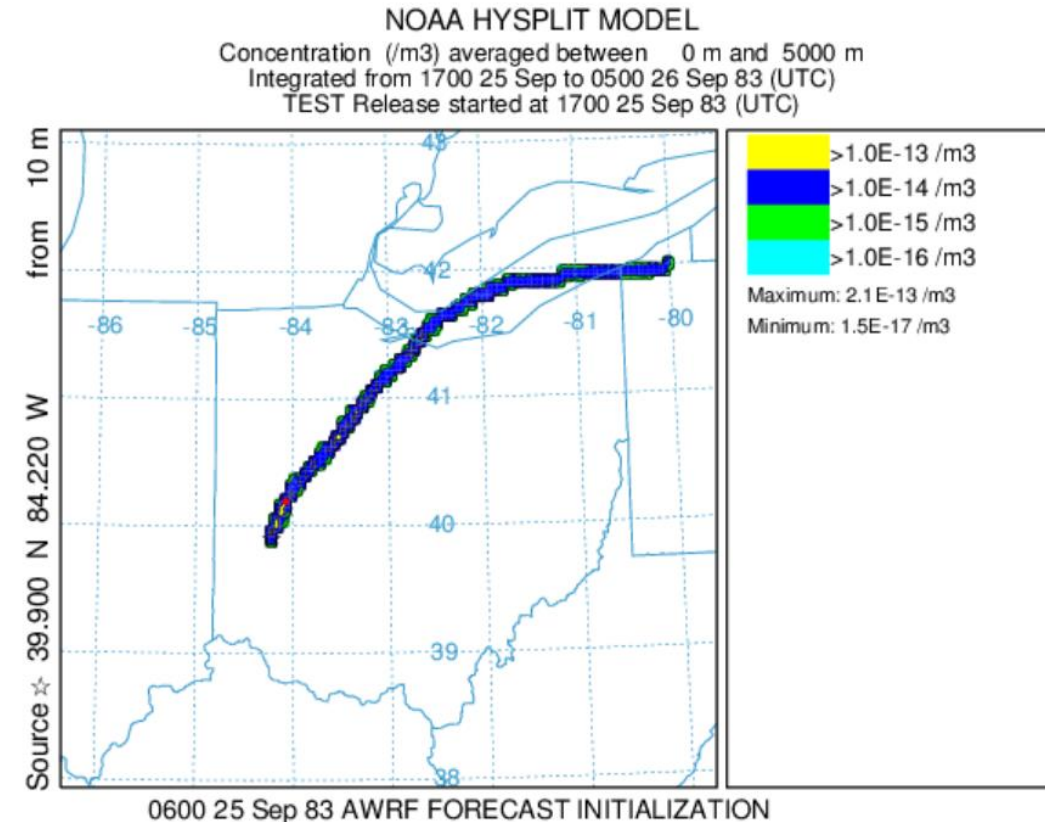 NOAA HYSPLIT MODEL
Concentration (/m3) averaged between 0 m and 5000 m
Integrated from 1700 25 Sep to 0500 26 Sep 83 (UTC)
TEST Release started at 1700 25 Sep 83 (UTC)
Source ☆ 39.900 N 84.220 W from 10 m
43
42
-86 -85 -84 -83 -82 -81 -80
41
40
39
38
>1.0E-13 /m3
>1.0E-14 /m3
>1.0E-15 /m3
>1.0E-16 /m3
Maximum: 2.1E-13 /m3
Minimum: 1.5E-17 /m3
0600 25 Sep 83 AWRF FORECAST INITIALIZATION